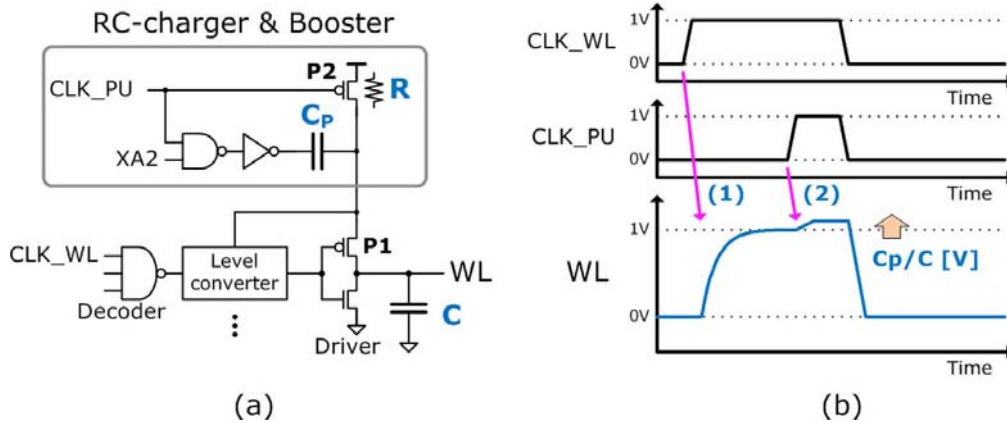 RC-charger & Booster
P2
CLK_PU
R
CP
XA2
P1
CLK_WL
Level
converter
WL
Decoder
C
Driver
(a)
CLK_WL
1V
0V
Time
CLK_PU
1V
0V
Time
(1)
(2)
WL
1V
Cp/C [V]
0V
Time
(b)